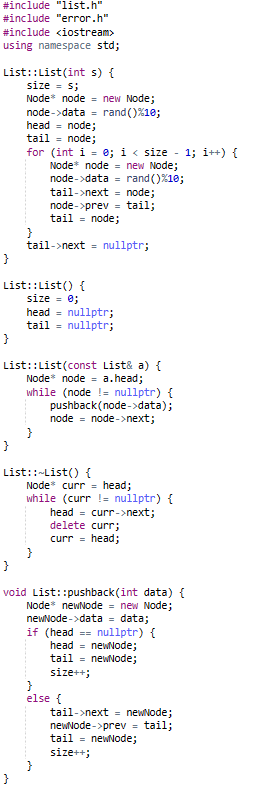 #include "list.h"
#include "error.h"
#include <iostream>
using namespace std;

List::List(int s) {
    size = s;
    Node* node = new Node;
    node->data = rand()%10;
    head = node;
    tail = node;
    for (int i = 0; i < size - 1; i++) {
        Node* node = new Node;
        node->data = rand()%10;
        tail->next = node;
        node->prev = tail;
        tail = node;
    }
    tail->next = nullptr;
}

List::List() {
    size = 0;
    head = nullptr;
    tail = nullptr;
}

List::List(const List& a) {
    Node* node = a.head;
    while (node != nullptr) {
        pushback(node->data);
        node = node->next;
    }
}

List::~List() {
    Node* curr = head;
    while (curr != nullptr) {
        head = curr->next;
        delete curr;
        curr = head;
    }
}

void List::pushback(int data) {
    Node* newNode = new Node;
    newNode->data = data;
    if (head == nullptr) {
        head = newNode;
        tail = newNode;
        size++;
    }
    else {
        tail->next = newNode;
        newNode->prev = tail;
        tail = newNode;
        size++;
    }
}